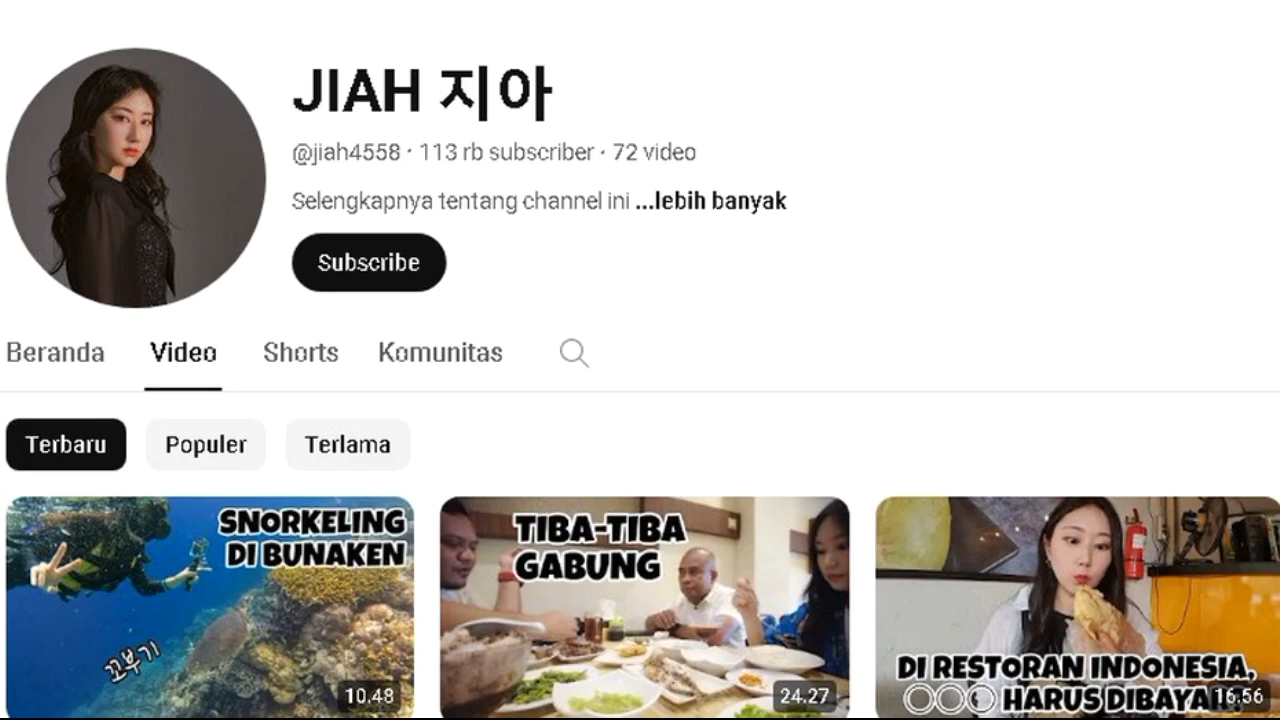 JIAH 지아
@jiah4558 · 113 rb subscriber · 72 video
Selengkapnya tentang channel ini ...lebih banyak
Subscribe
Beranda Video Shorts Komunitas
Terbaru Populer Terlama
SNORKELING
DI BUNAKEN
꼬부기
10.48
TIBA-TIBA
GABUNG
24.27
DI RESTORAN INDONESIA,
○○○ HARUS DIBAYAR
16.56